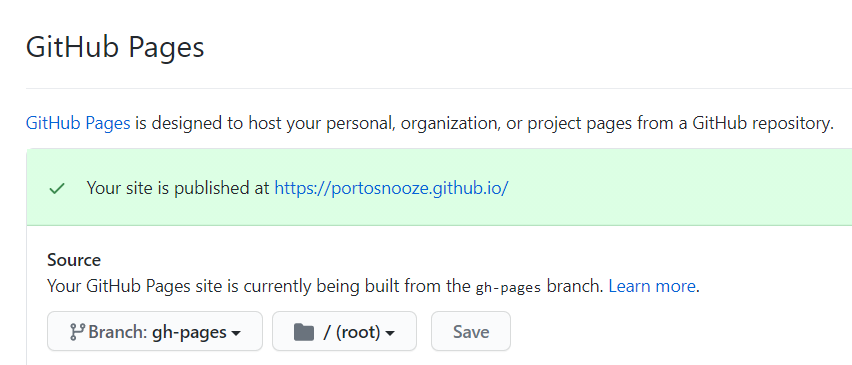 GitHub Pages
GitHub Pages is designed to host your personal, organization, or project pages from a GitHub repository.
Your site is published at https://portosnooze.github.io/
Source
Your GitHub Pages site is currently being built from the gh-pages branch. Learn more.
Branch: gh-pages / (root) Save